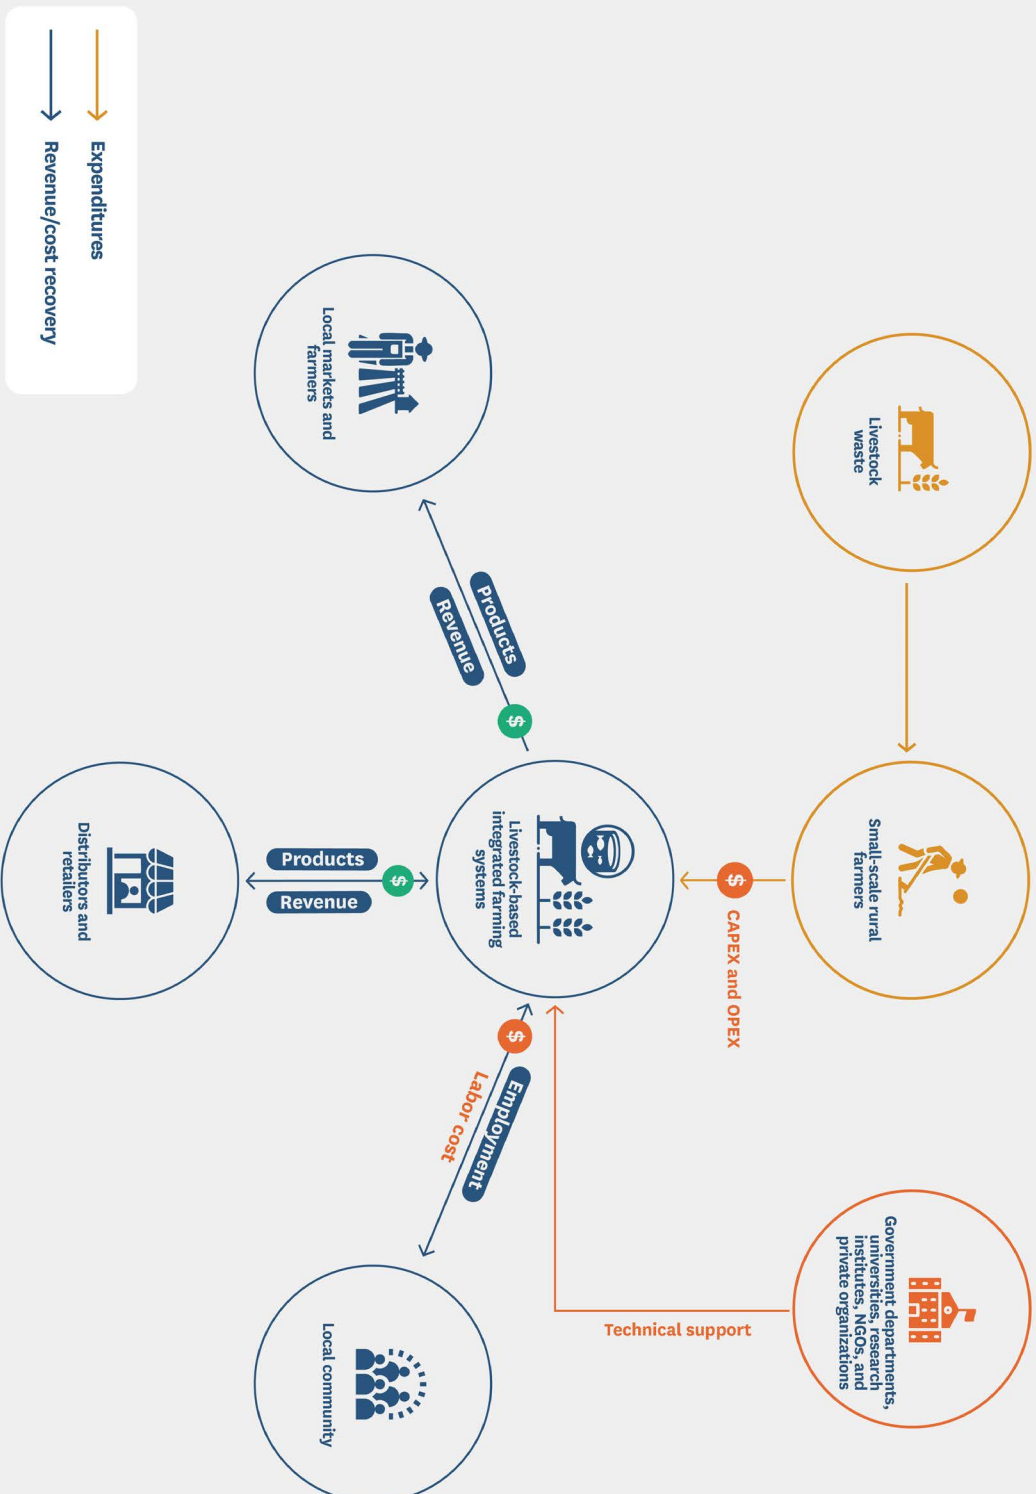 Livestock
waste
Small-scale rural
farmers
Government departments,
universities, research
institutes, NGOs, and
private organizations
$
CAPEX and OPEX
Technical support
Livestock-based
integrated farming
systems
$
Products
Revenue
$
Products
Revenue
$
Employment
Labor cost
Local markets and
farmers
Distributors and
retailers
Local community
Expenditures
Revenue/cost recovery